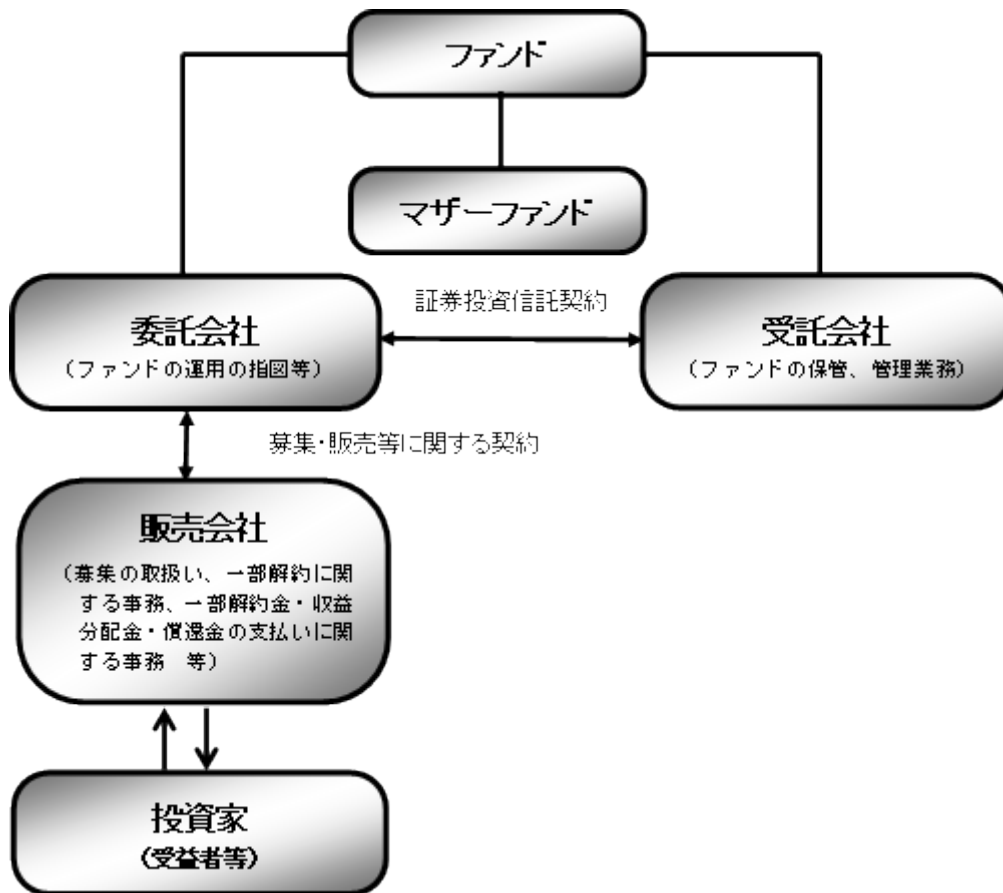 ファンド
マザーファンド
証券投資信託契約
委託会社
(ファンドの運用の指図等)
受託会社
(ファンドの保管、管理業務)
募集・販売等に関する契約
販売会社
(募集の取扱い、一部解約に関
する事務、一部解約金・収益
分配金・償還金の支払いに関
する事務　等)
投資家
(受益者等)